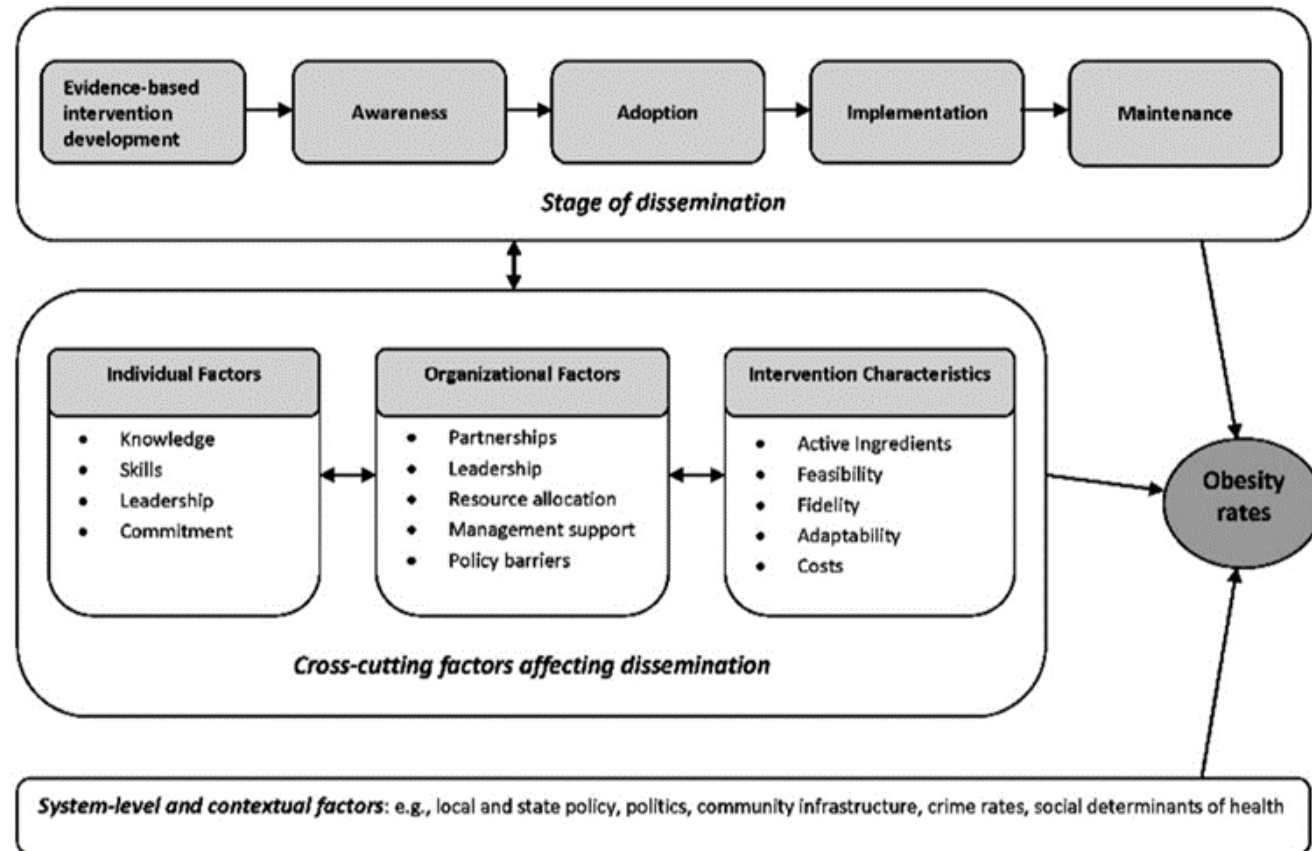 Evidence-based
intervention
development
Awareness
Adoption
Implementation
Maintenance
Stage of dissemination
Individual Factors
Knowledge
Skills
Leadership
Commitment
Organizational Factors
Partnerships
Leadership
Resource allocation
Management support
Policy barriers
Intervention Characteristics
Active Ingredients
Feasibility
Fidelity
Adaptability
Costs
Cross-cutting factors affecting dissemination
Obesity
rates
System-level and contextual factors: e.g., local and state policy, politics, community infrastructure, crime rates, social determinants of health